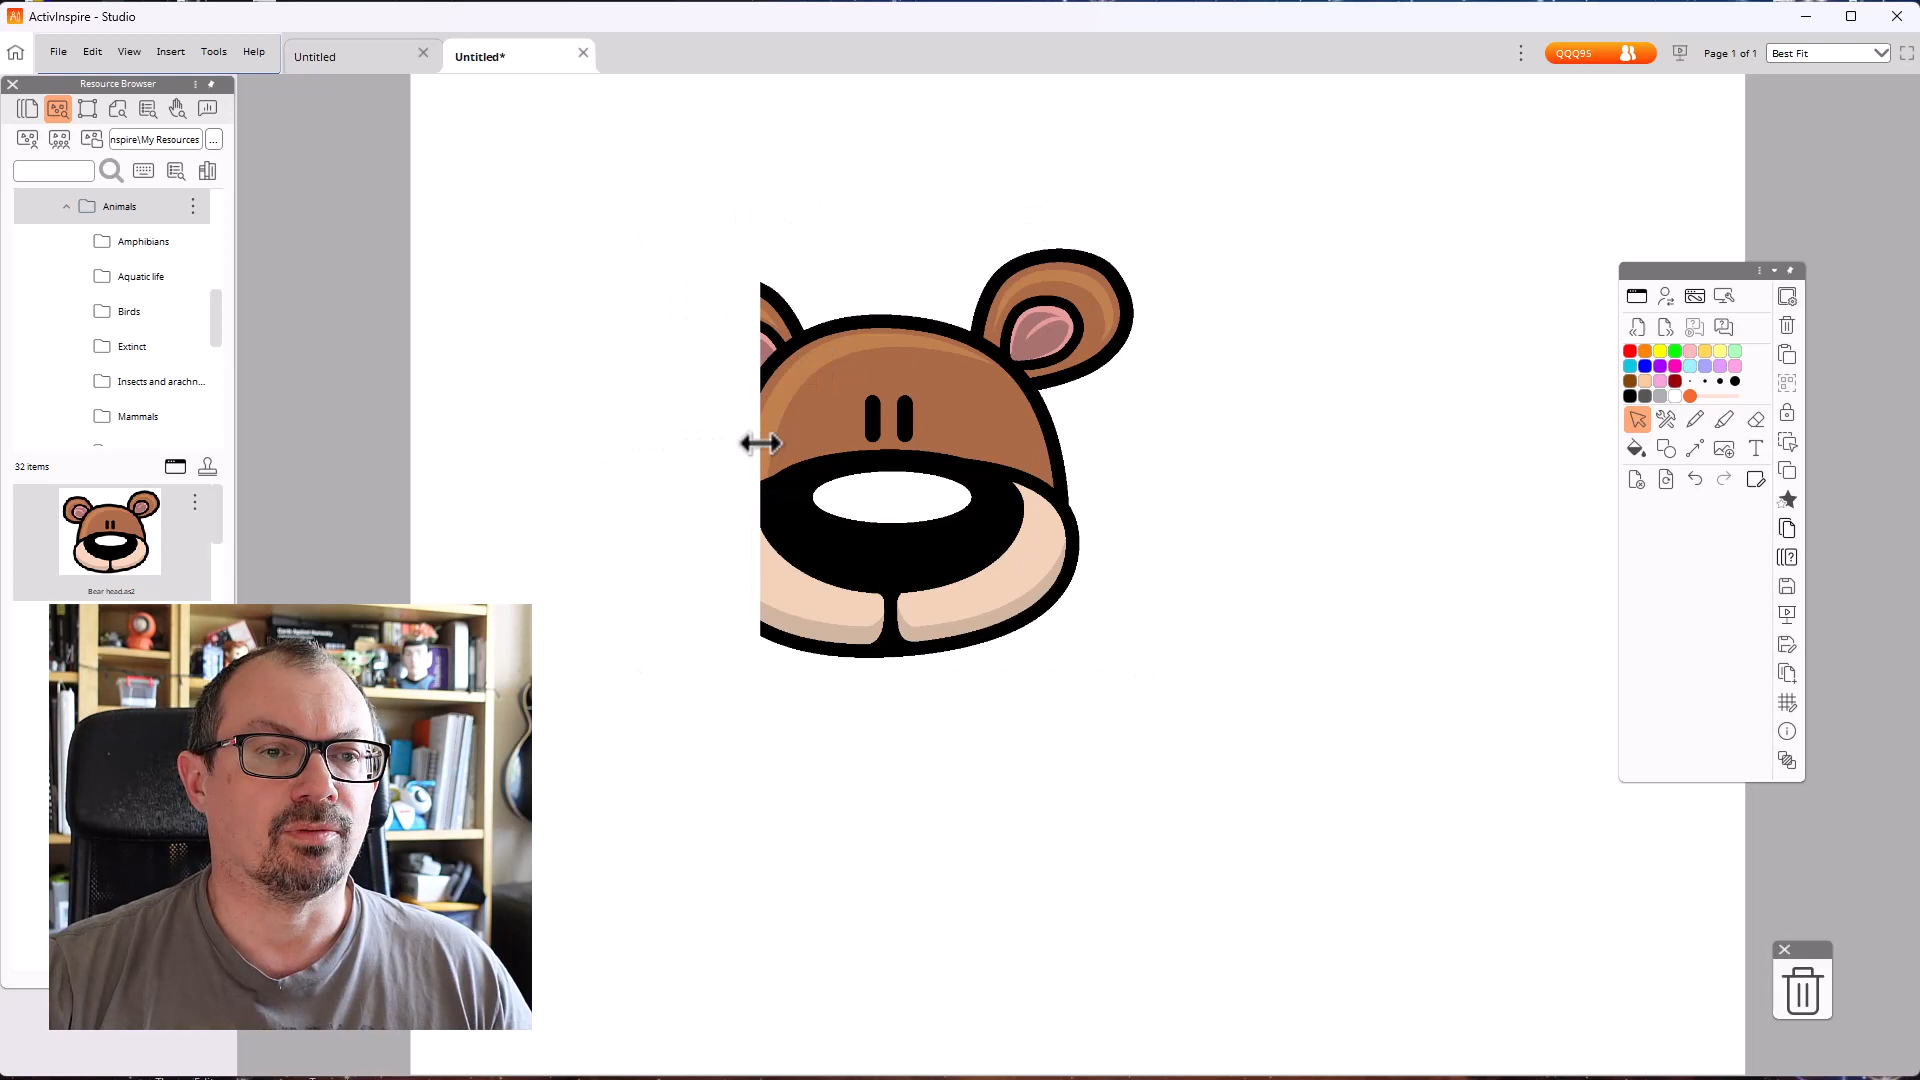 ActivInspire - Studio
File Edit View Insert Tools Help Untitled Untitled* QQQ95 Page 1 of 1 Best Fit
Resource Browser
nspire\My Resources ...
Animals
Amphibians
Aquatic life
Birds
Extinct
Insects and arachn...
Mammals
32 items
Bear head.as2